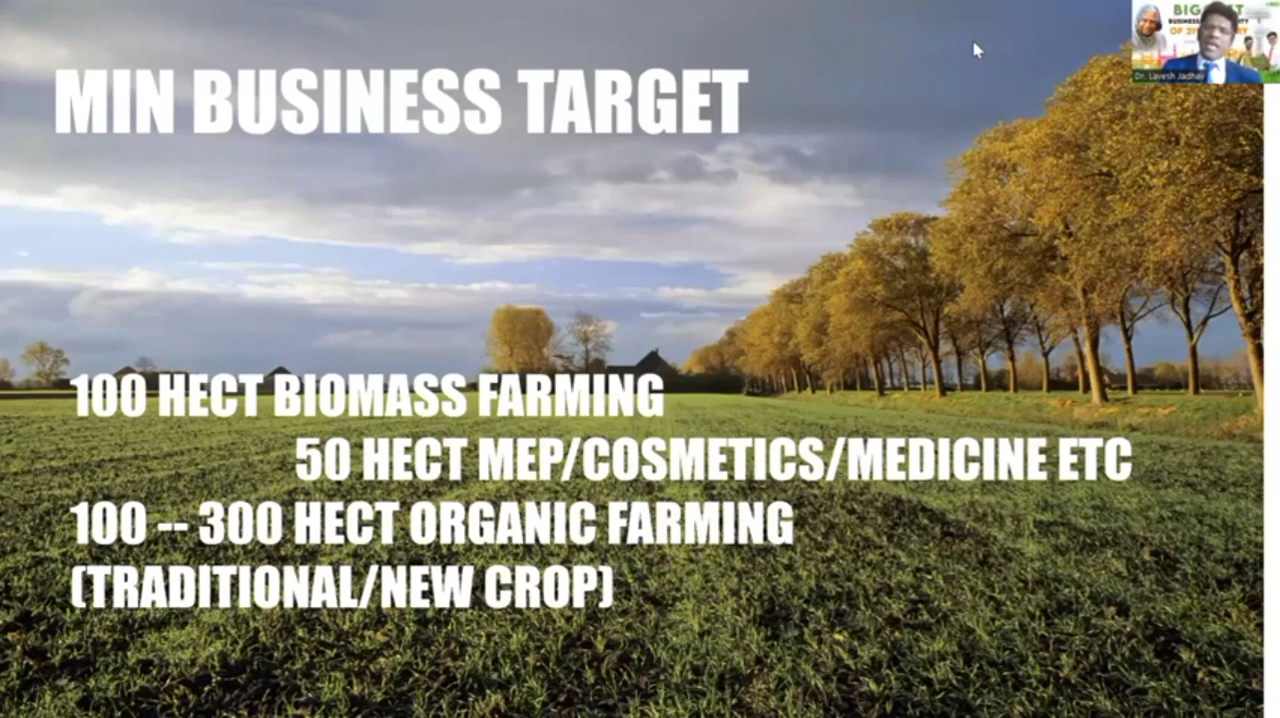 MIN BUSINESS TARGET
100 HECT BIOMASS FARMING
50 HECT MEP/COSMETICS/MEDICINE ETC
100 -- 300 HECT ORGANIC FARMING
(TRADITIONAL/NEW CROP)
Dr. Lavesh Jadhav